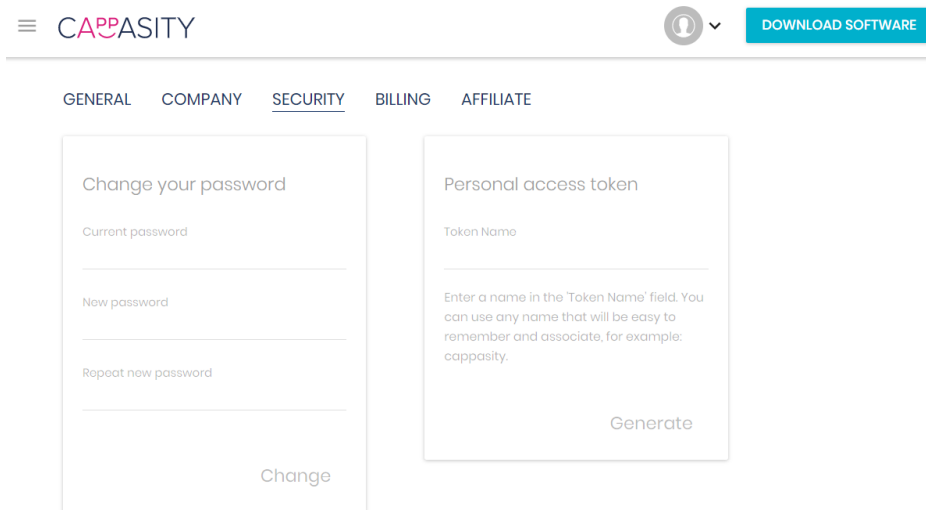 CAPPASITY
DOWNLOAD SOFTWARE
GENERAL COMPANY SECURITY BILLING AFFILIATE
Change your password
Current password
New password
Repeat new password
Change
Personal access token
Token Name
Enter a name in the 'Token Name' field. You
can use any name that will be easy to
remember and associate, for example:
cappasity.
Generate